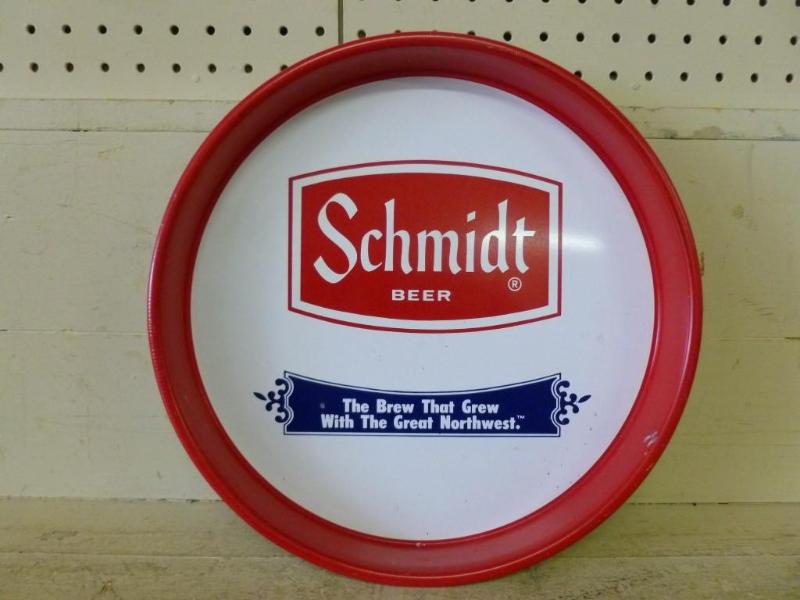 Schmidt
®
BEER
The Brew That Grew
With The Great Northwest.™